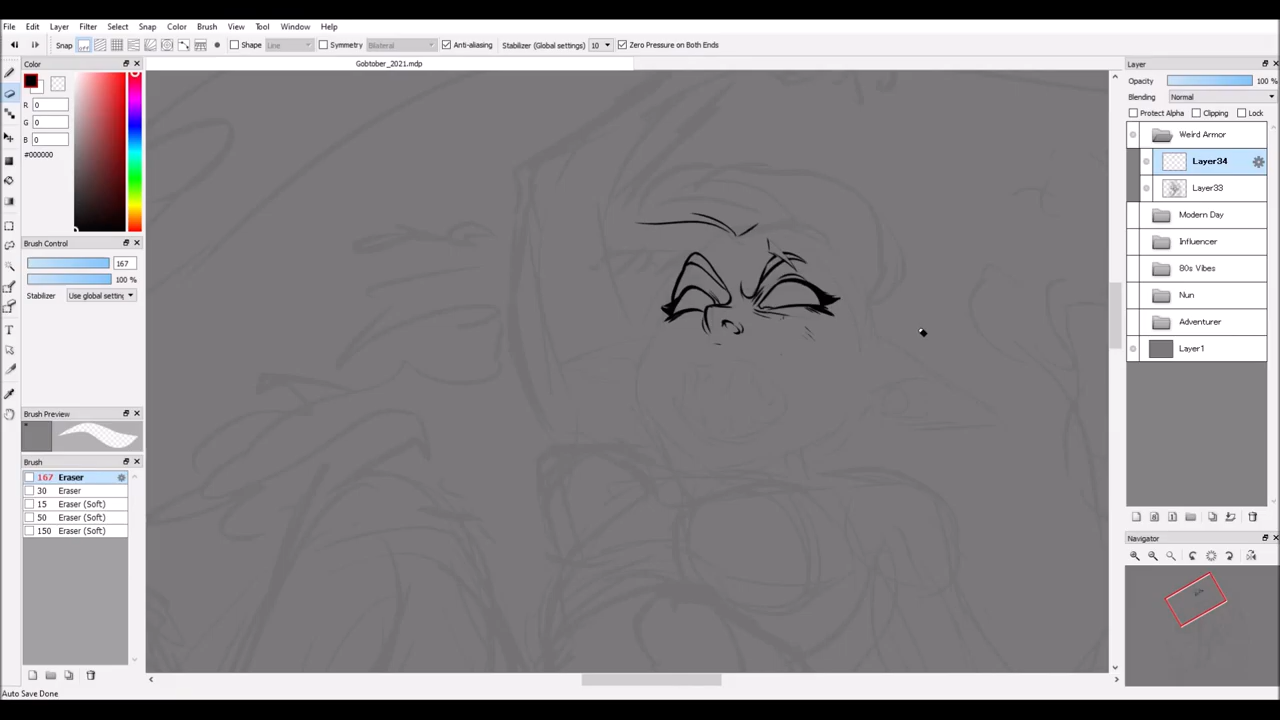 File Edit Layer Filter Select Snap Color Brush View Tool Window Help
Snap off Shape Line Symmetry Bilateral Anti-aliasing Stabilizer (Global settings) 10 Zero Pressure on Both Ends
Color
Gobtober_2021.mdp
R 0
G 0
B 0
#000000
Brush Control
167
100 %
Stabilizer Use global setting
Brush Preview
Brush
167 Eraser
30 Eraser
15 Eraser (Soft)
50 Eraser (Soft)
150 Eraser (Soft)
Auto Save Done
Layer
Opacity 100 %
Blending Normal
Protect Alpha Clipping Lock
Weird Armor
Layer34
Layer33
Modern Day
Influencer
80s Vibes
Nun
Adventurer
Layer1
Navigator